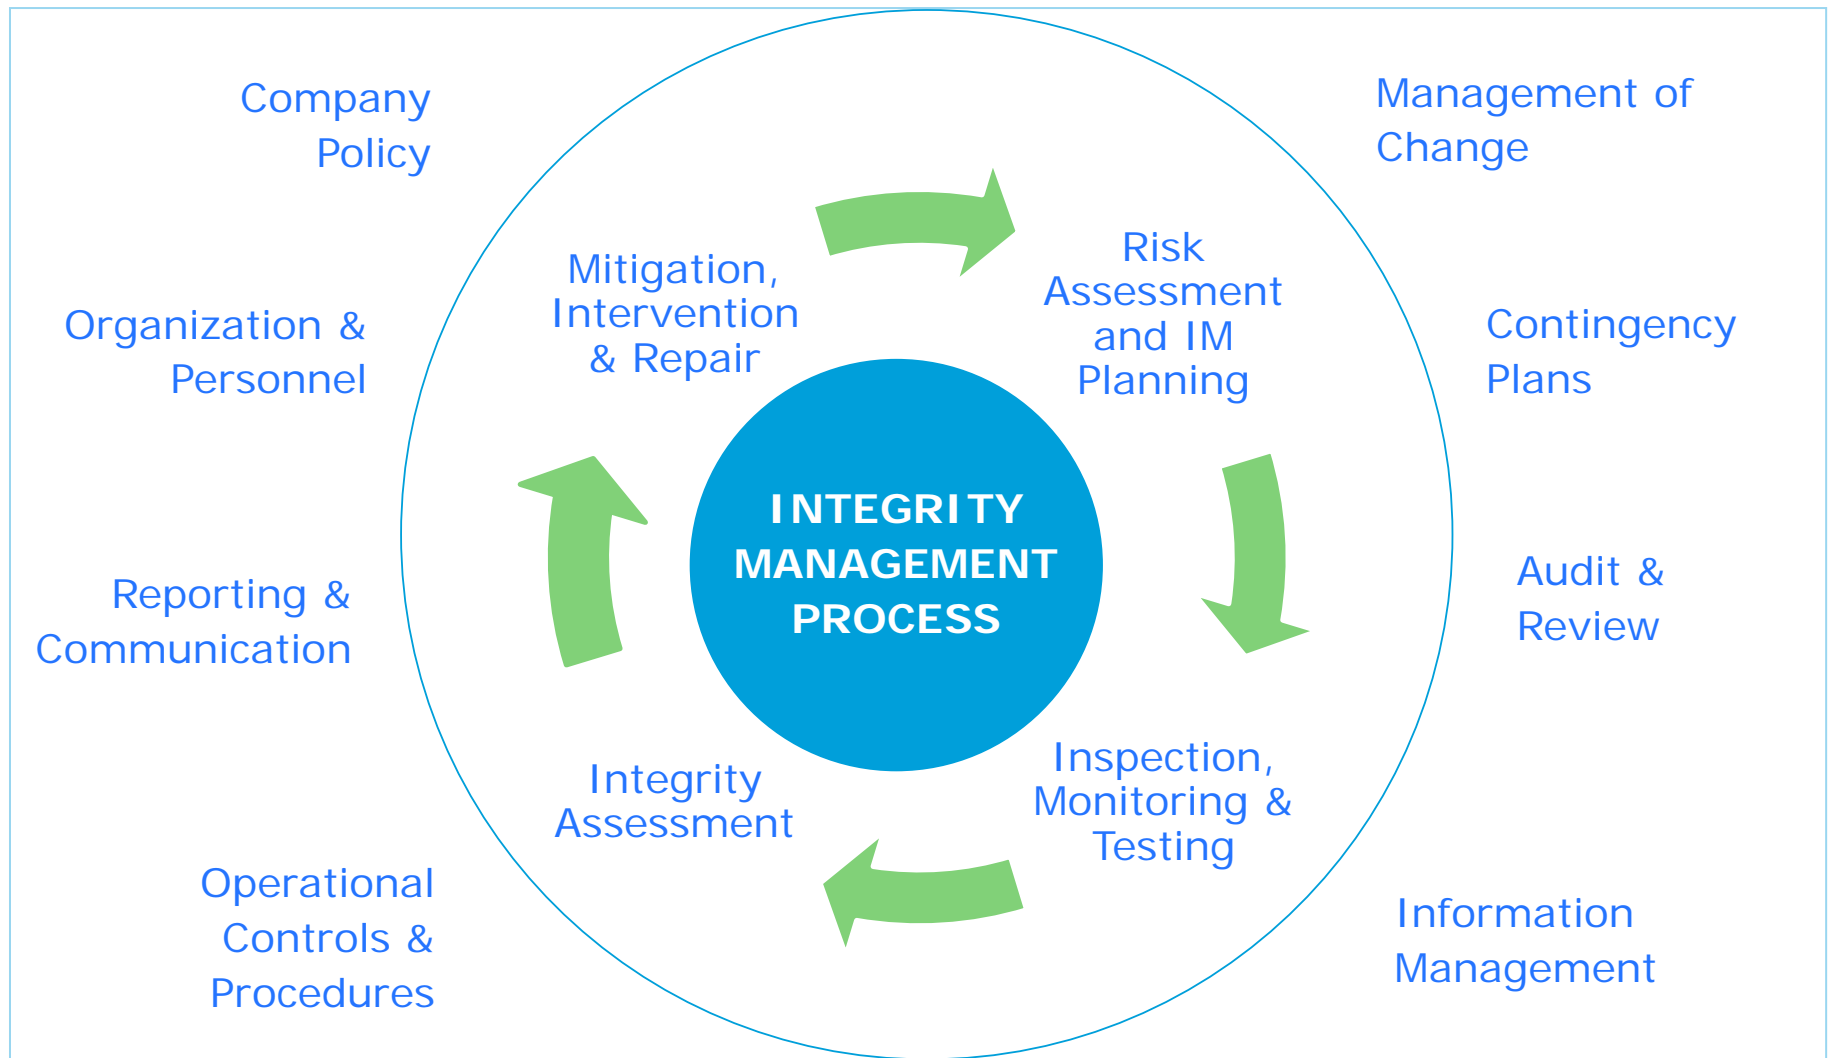 Company
Policy
Management of
Change
Mitigation,
Intervention
& Repair
Risk
Assessment
and IM
Planning
Organization &
Personnel
Contingency
Plans
INTEGRITY
MANAGEMENT
PROCESS
Reporting &
Communication
Audit &
Review
Integrity
Assessment
Inspection,
Monitoring &
Testing
Operational
Controls &
Procedures
Information
Management